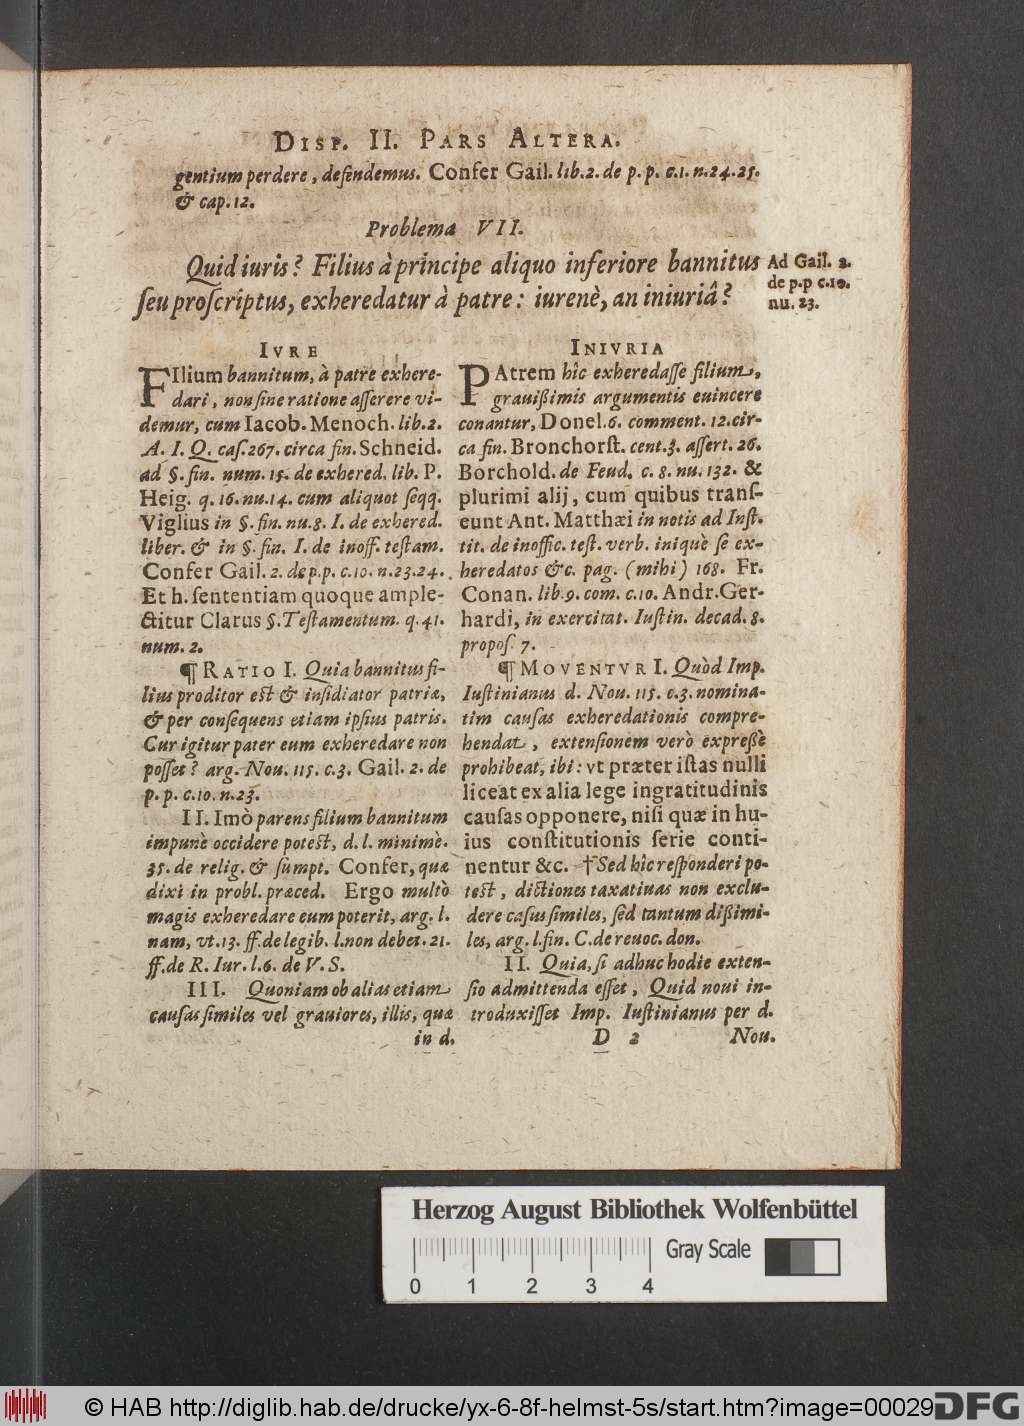 DISP. II. PARS ALTERA.
gentium perdere, defendemus. Confer Gail. lib.2. de p. p. c.1. n.24.25.
& cap.12.
Problema VII.
Quid iuris? Filius à principe aliquo inferiore bannitus
seu proscriptus, exheredatur à patre: iurenè, an iniuriâ?
Ad Gail. 2.
de p.p c.10.
nu. 23.
IVRE
FIlium bannitum, à patre exhere-
dari, non sine ratione asserere vi-
demur, cum Iacob. Menoch. lib.2.
A. I. Q. cas.267. circa fin. Schneid.
ad §. fin. num. 15. de exhered. lib. P.
Heig. q. 16. nu.14. cum aliquot seqq.
Viglius in §. fin. nu.8. I. de exhered.
liber. & in §. fin. I. de inoff. testam.
Confer Gail. 2. de p.p. c.10. n.23.24.
Et h. sententiam quoque ample-
ctitur Clarus §. Testamentum. q. 41.
num. 2.
¶ RATIO I. Quia bannitus fi-
lius proditor est & insidiator patriæ,
& per consequens etiam ipsius patris.
Cur igitur pater eum exheredare non
posset? arg. Nou. 115. c.3. Gail. 2. de
p. p. c.10. n.23.
II. Imò parens filium bannitum
impunè occidere potest, d. l. minimè.
35. de relig. & sumpt. Confer, quæ
dixi in probl. præced. Ergo multò
magis exheredare eum poterit, arg. l.
nam, vt.13. ff. de legib. l. non debet. 21.
ff. de R. Iur. l.6. de V. S.
III. Quoniam ob alias etiam
causas similes vel grauiores, illis, quæ
in d.
INIVRIA
PAtrem hîc exheredasse filium,
grauißimis argumentis euincere
conantur, Donel. 6. comment. 12. cir-
ca fin. Bronchorst. cent.3. assert. 26.
Borchold. de Feud. c. 8. nu. 132. &
plurimi alij, cum quibus trans-
eunt Ant. Matthæi in notis ad Inst.
tit. de inoffic. test. verb. iniquè se ex-
heredatos &c. pag. (mihi) 168. Fr.
Conan. lib.9. com. c.10. Andr. Ger-
hardi, in exercitat. Iustin. decad. 8.
propos. 7.
¶ MOVENTVR I. Quòd Imp.
Iustinianus d. Nou. 115. c.3. nomina-
tim causas exheredationis compre-
hendat, extensionem verò expreßè
prohibeat, ibi: vt præter istas nulli
liceat ex alia lege ingratitudinis
causas opponere, nisi quæ in hu-
ius constitutionis serie conti-
nentur &c. † Sed hîc responderi po-
test, dictiones taxatiuas non exclu-
dere casus similes, sed tantum dißimi-
les, arg. l. fin. C. de reuoc. don.
II. Quia, si adhuc hodie exten-
sio admittenda esset, Quid noui in-
troduxisset Imp. Iustinianus per d.
D 2 Nou.
Herzog August Bibliothek Wolfenbüttel
Gray Scale
0 1 2 3 4
© HAB http://diglib.hab.de/drucke/yx-6-8f-helmst-5s/start.htm?image=00029
DFG